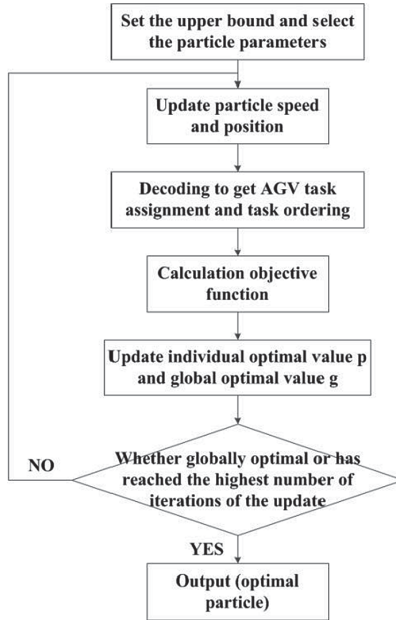 Set the upper bound and select
the particle parameters
Update particle speed
and position
Decoding to get AGV task
assignment and task ordering
Calculation objective
function
Update individual optimal value p
and global optimal value g
Whether globally optimal or has
reached the highest number of
iterations of the update
NO
YES
Output (optimal
particle)